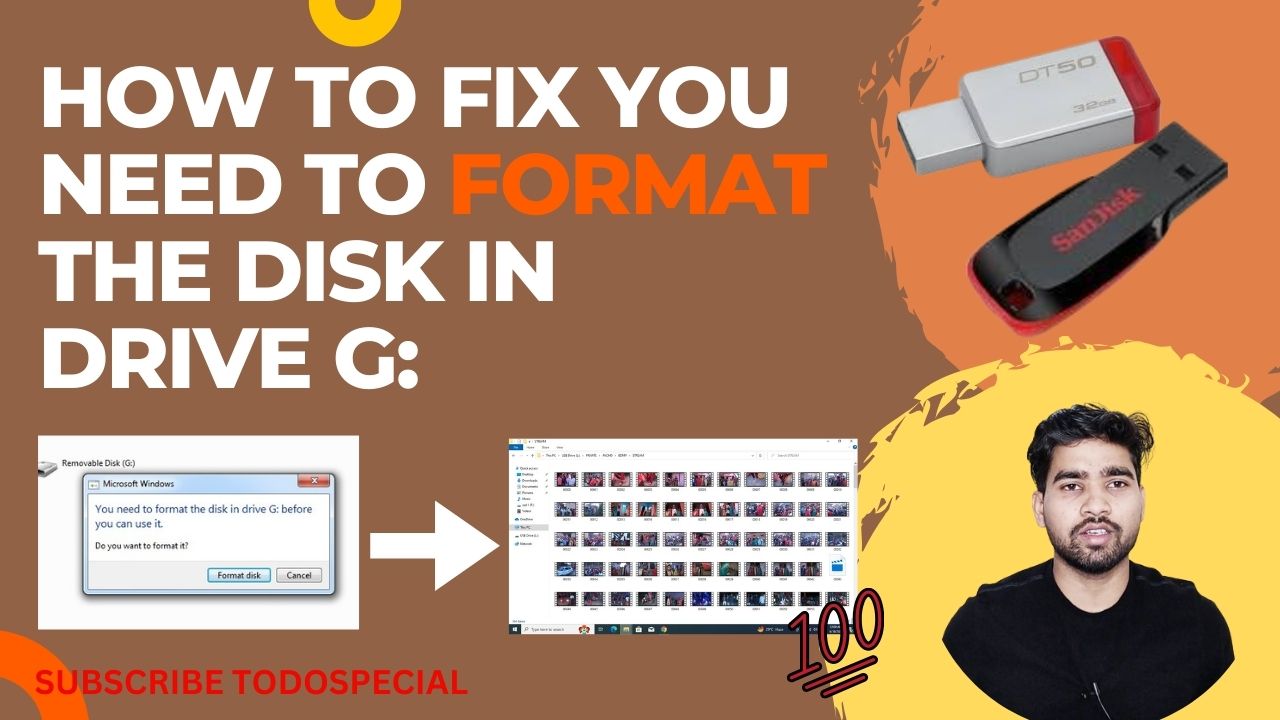 HOW TO FIX YOU
NEED TO FORMAT
THE DISK IN
DRIVE G:
DT50
32GB
SanDisk
Removable Disk (G:)
Microsoft Windows
You need to format the disk in drive G: before
you can use it.
Do you want to format it?
Format disk
Cancel
100
SUBSCRIBE TODOSPECIAL